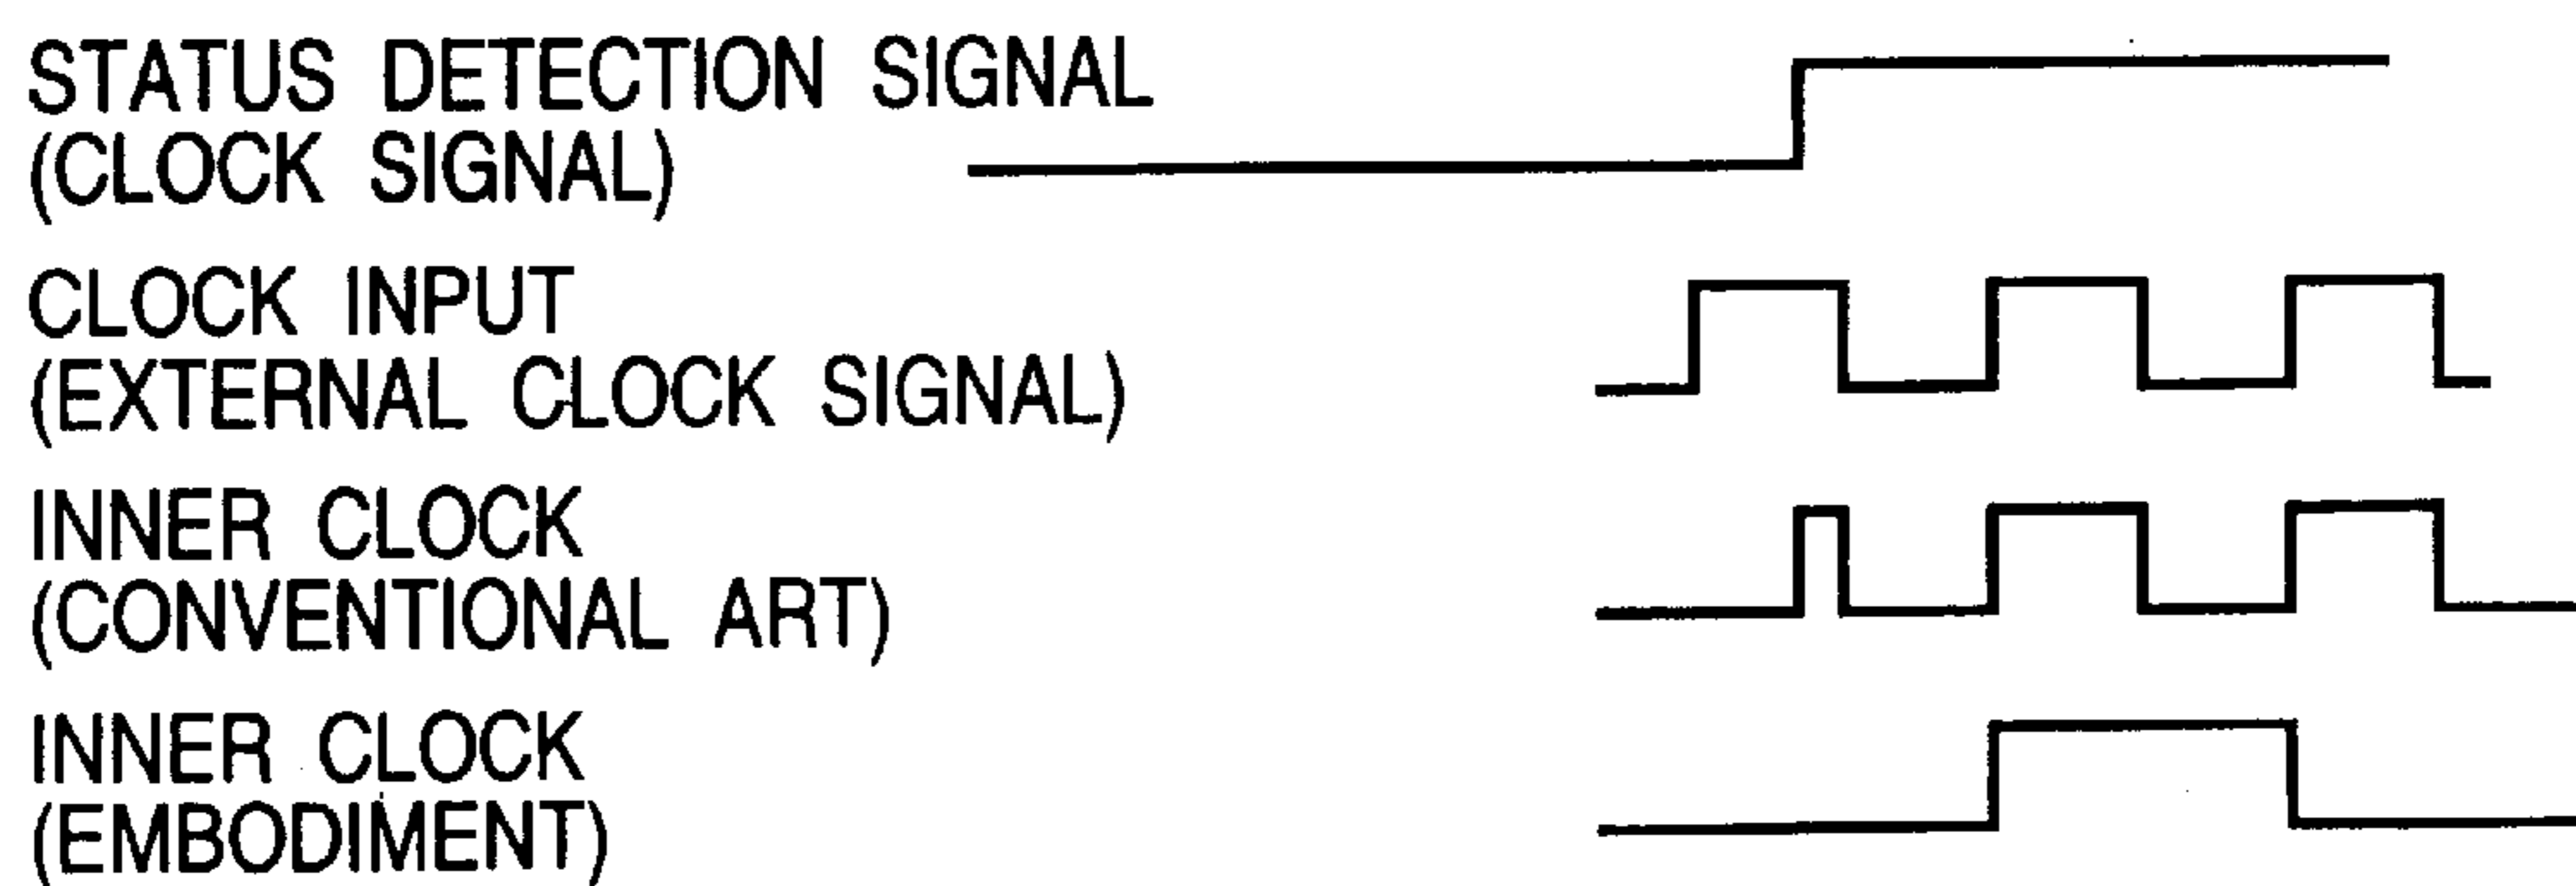 STATUS DETECTION SIGNAL
(CLOCK SIGNAL)
CLOCK INPUT
(EXTERNAL CLOCK SIGNAL)
INNER CLOCK
(CONVENTIONAL ART)
INNER CLOCK
(EMBODIMENT)